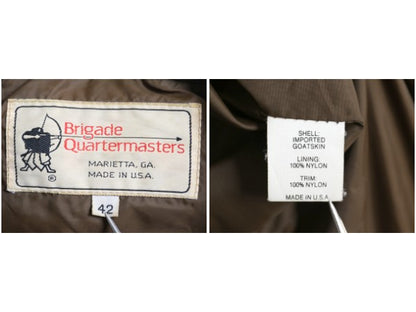 Brigade
Quartermasters
MARIETTA, GA.
MADE IN U.S.A.
®
42
SHELL:
IMPORTED
GOATSKIN
LINING:
100% NYLON
TRIM:
100% NYLON
MADE IN U.S.A.